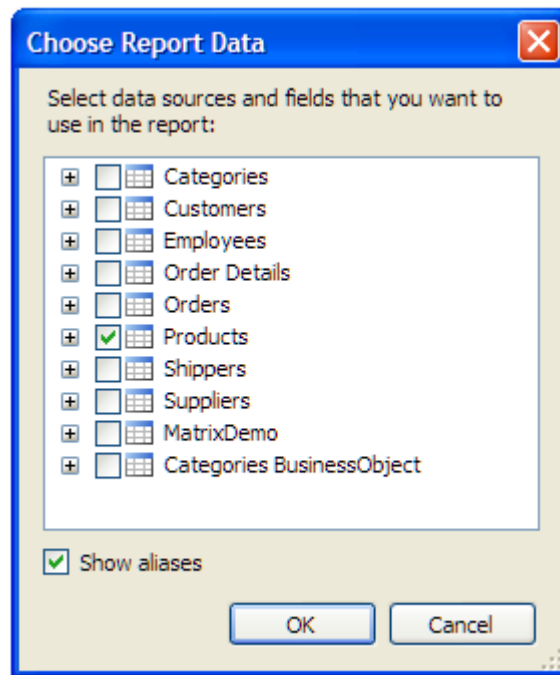 Choose Report Data
Select data sources and fields that you want to
use in the report:
Categories
Customers
Employees
Order Details
Orders
Products
Shippers
Suppliers
MatrixDemo
Categories BusinessObject
Show aliases
OK
Cancel